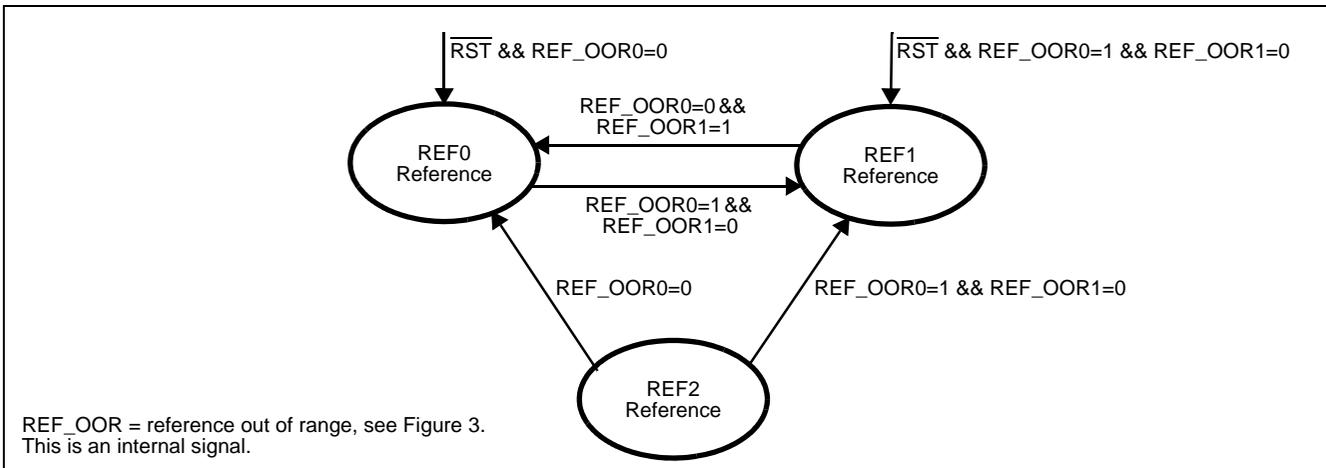 R̅S̅T̅ && REF_OOR0=0
R̅S̅T̅ && REF_OOR0=1 && REF_OOR1=0
REF_OOR0=0 &&
REF_OOR1=1
REF0
Reference
REF1
Reference
REF_OOR0=1 &&
REF_OOR1=0
REF_OOR0=0
REF_OOR0=1 && REF_OOR1=0
REF2
Reference
REF_OOR = reference out of range, see Figure 3.
This is an internal signal.